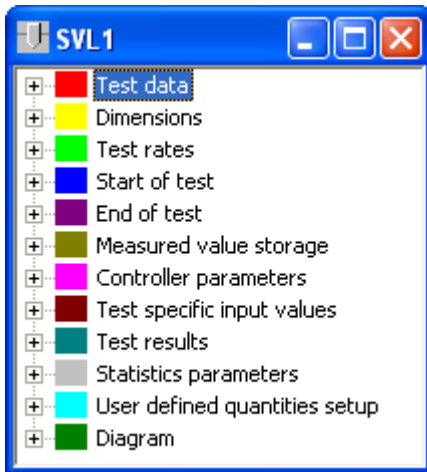 SVL1
Test data
Dimensions
Test rates
Start of test
End of test
Measured value storage
Controller parameters
Test specific input values
Test results
Statistics parameters
User defined quantities setup
Diagram